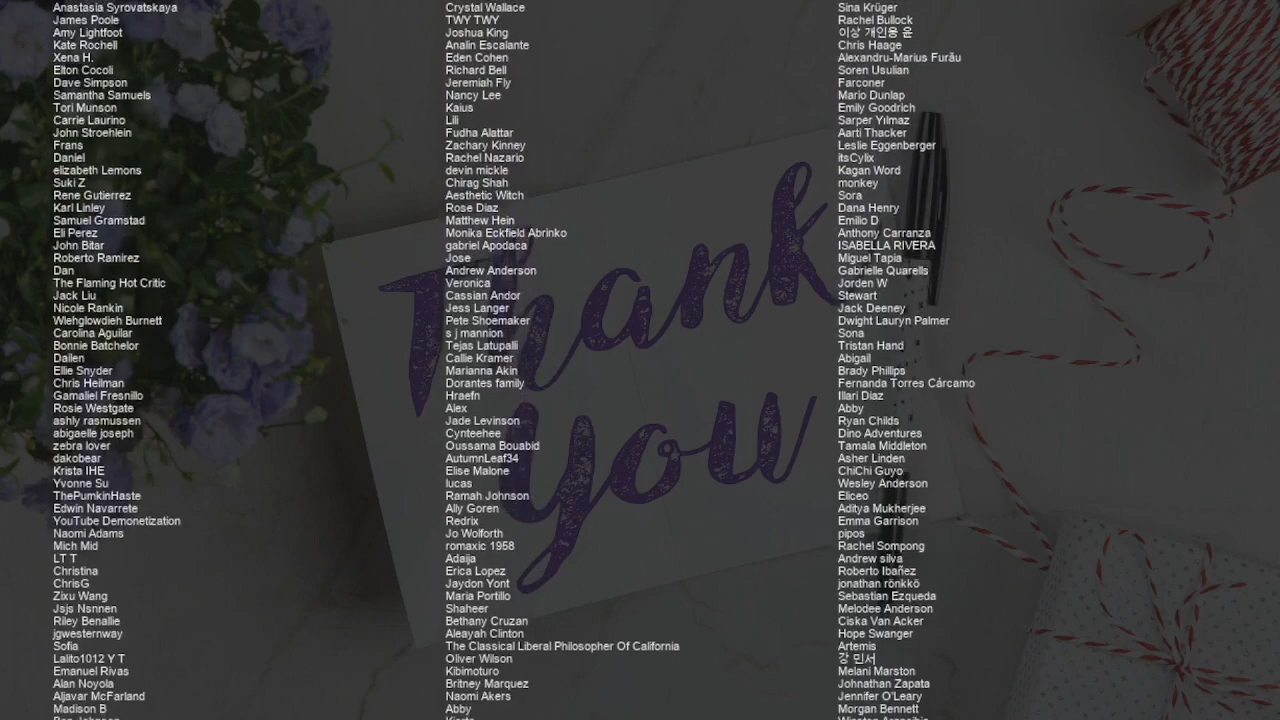 Anastasia Syrovatskaya
James Poole
Amy Lightfoot
Kate Rochell
Xena H.
Elton Cocoli
Dave Simpson
Samantha Samuels
Tori Munson
Carrie Laurino
John Stroehlein
Frans
Daniel
elizabeth Lemons
Suki Z
Rene Gutierrez
Karl Linley
Samuel Gramstad
Eli Perez
John Bitar
Roberto Ramirez
Dan
The Flaming Hot Critic
Jack Liu
Nicole Rankin
Wlehglowdieh Burnett
Carolina Aguilar
Bonnie Batchelor
Dailen
Ellie Snyder
Chris Heilman
Gamaliel Fresnillo
Rosie Westgate
ashly rasmussen
abigaelle joseph
zebra lover
dakobear
Krista IHE
Yvonne Su
ThePumkinHaste
Edwin Navarrete
YouTube Demonetization
Naomi Adams
Mich Mid
LT T
Christina
ChrisG
Zixu Wang
Jsjs Nsnnen
Riley Benallie
jgwesternway
Sofia
Lalito1012 Y T
Emanuel Rivas
Alan Noyola
Aljavar McFarland
Madison B
Crystal Wallace
TWY TWY
Joshua King
Analin Escalante
Eden Cohen
Richard Bell
Jeremiah Fly
Nancy Lee
Kaius
Lili
Fudha Alattar
Zachary Kinney
Rachel Nazario
devin mickle
Chirag Shah
Aesthetic Witch
Rose Diaz
Matthew Hein
Monika Eckfield Abrinko
gabriel Apodaca
Jose
Andrew Anderson
Veronica
Cassian Andor
Jess Langer
Pete Shoemaker
s j mannion
Tejas Latupalli
Callie Kramer
Marianna Akin
Dorantes family
Hraefn
Alex
Jade Levinson
Cynteehee
Oussama Bouabid
AutumnLeaf34
Elise Malone
lucas
Ramah Johnson
Ally Goren
Redrix
Jo Wolforth
romaxic 1958
Adaija
Erica Lopez
Jaydon Yont
Maria Portillo
Shaheer
Bethany Cruzan
Aleayah Clinton
The Classical Liberal Philosopher Of California
Oliver Wilson
Kibimoturo
Britney Marquez
Naomi Akers
Abby
Sina Krüger
Rachel Bullock
이상 개인용 윤
Chris Haage
Alexandru-Marius Furău
Soren Usulian
Farconer
Mario Dunlap
Emily Goodrich
Sarper Yılmaz
Aarti Thacker
Leslie Eggenberger
itsCylix
Kagan Word
monkey
Sora
Dana Henry
Emilio D
Anthony Carranza
ISABELLA RIVERA
Miguel Tapia
Gabrielle Quarells
Jorden W
Stewart
Jack Deeney
Dwight Lauryn Palmer
Sona
Tristan Hand
Abigail
Brady Phillips
Fernanda Torres Cárcamo
Illari Diaz
Abby
Ryan Childs
Dino Adventures
Tamala Middleton
Asher Linden
ChiChi Guyo
Wesley Anderson
Eliceo
Aditya Mukherjee
Emma Garrison
pipos
Rachel Sompong
Andrew silva
Roberto Ibañez
jonathan rönkkö
Sebastian Ezqueda
Melodee Anderson
Ciska Van Acker
Hope Swanger
Artemis
강 민서
Melani Marston
Johnathan Zapata
Jennifer O'Leary
Morgan Bennett
Thank
You